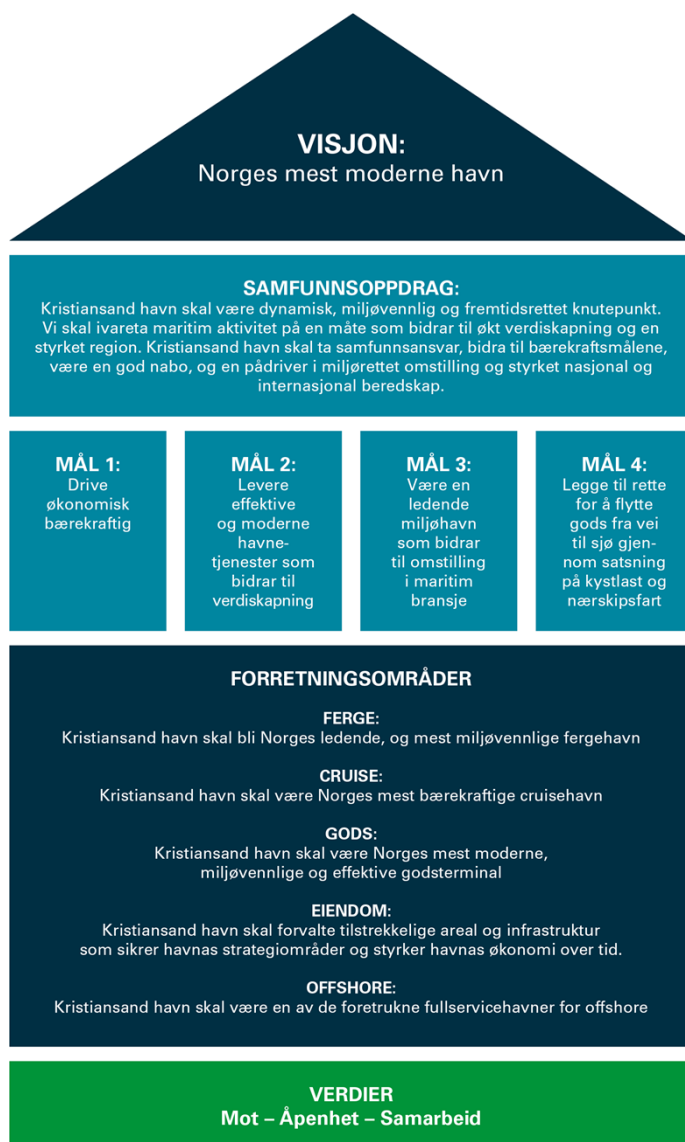 VISJON:
Norges mest moderne havn
SAMFUNNSOPPDRAG:
Kristiansand havn skal være dynamisk, miljøvennlig og fremtidsrettet knutepunkt.
Vi skal ivareta maritim aktivitet på en måte som bidrar til økt verdiskapning og en
styrket region. Kristiansand havn skal ta samfunnsansvar, bidra til bærekraftsmålene,
være en god nabo, og en pådriver i miljørettet omstilling og styrket nasjonal og
internasjonal beredskap.
MÅL 1:
Drive
økonomisk
bærekraftig
MÅL 2:
Levere
effektive
og moderne
havne-
tjenester som
bidrar til
verdiskapning
MÅL 3:
Være en
ledende
miljøhavn
som bidrar
til omstilling
i maritim
bransje
MÅL 4:
Legge til rette
for å flytte
gods fra vei
til sjø gjen-
nom satsning
på kystlast og
nærskipsfart
FORRETNINGSOMRÅDER
FERGE:
Kristiansand havn skal bli Norges ledende, og mest miljøvennlige fergehavn
CRUISE:
Kristiansand havn skal være Norges mest bærekraftige cruisehavn
GODS:
Kristiansand havn skal være Norges mest moderne,
miljøvennlige og effektive godsterminal
EIENDOM:
Kristiansand havn skal forvalte tilstrekkelige areal og infrastruktur
som sikrer havnas strategiområder og styrker havnas økonomi over tid.
OFFSHORE:
Kristiansand havn skal være en av de foretrukne fullservicehavner for offshore
VERDIER
Mot – Åpenhet – Samarbeid